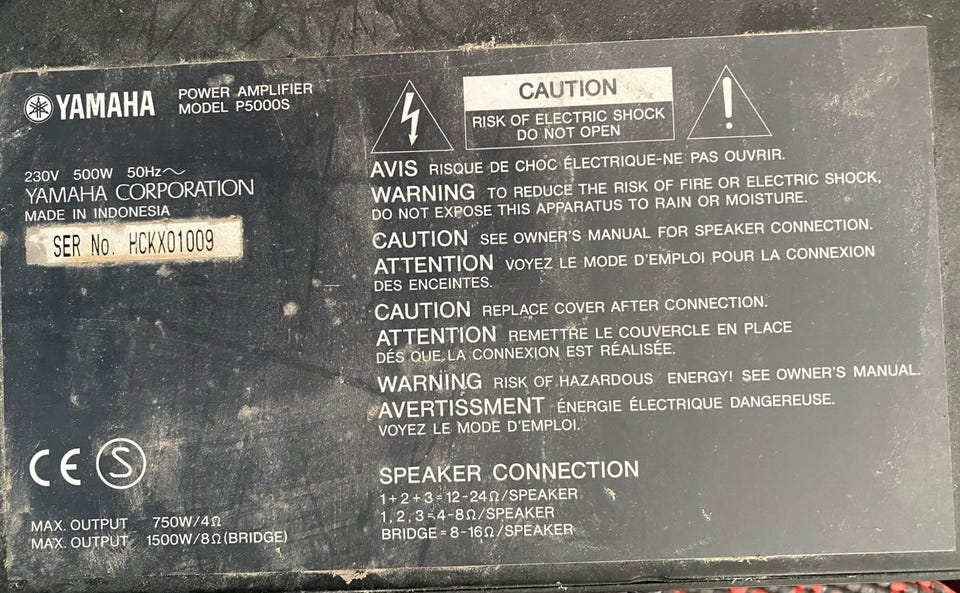 YAMAHA
POWER AMPLIFIER
MODEL P5000S
230V 500W 50Hz～
YAMAHA CORPORATION
MADE IN INDONESIA
SER No. HCKX01009
CAUTION
RISK OF ELECTRIC SHOCK
DO NOT OPEN
AVIS RISQUE DE CHOC ÉLECTRIQUE-NE PAS OUVRIR.
WARNING TO REDUCE THE RISK OF FIRE OR ELECTRIC SHOCK,
DO NOT EXPOSE THIS APPARATUS TO RAIN OR MOISTURE.
CAUTION SEE OWNER'S MANUAL FOR SPEAKER CONNECTION.
ATTENTION VOYEZ LE MODE D'EMPLOI POUR LA CONNEXION
DES ENCEINTES.
CAUTION REPLACE COVER AFTER CONNECTION.
ATTENTION REMETTRE LE COUVERCLE EN PLACE
DÉS QUE LA CONNEXION EST RÉALISÉE.
WARNING RISK OF HAZARDOUS ENERGY! SEE OWNER'S MANUAL.
AVERTISSMENT ÉNERGIE ÉLECTRIQUE DANGEREUSE.
VOYEZ LE MODE D'EMPLOI.
CE S
MAX. OUTPUT 750W/4Ω
MAX. OUTPUT 1500W/8Ω(BRIDGE)
SPEAKER CONNECTION
1+2+3=12-24Ω/SPEAKER
1,2,3=4-8Ω/SPEAKER
BRIDGE=8-16Ω/SPEAKER